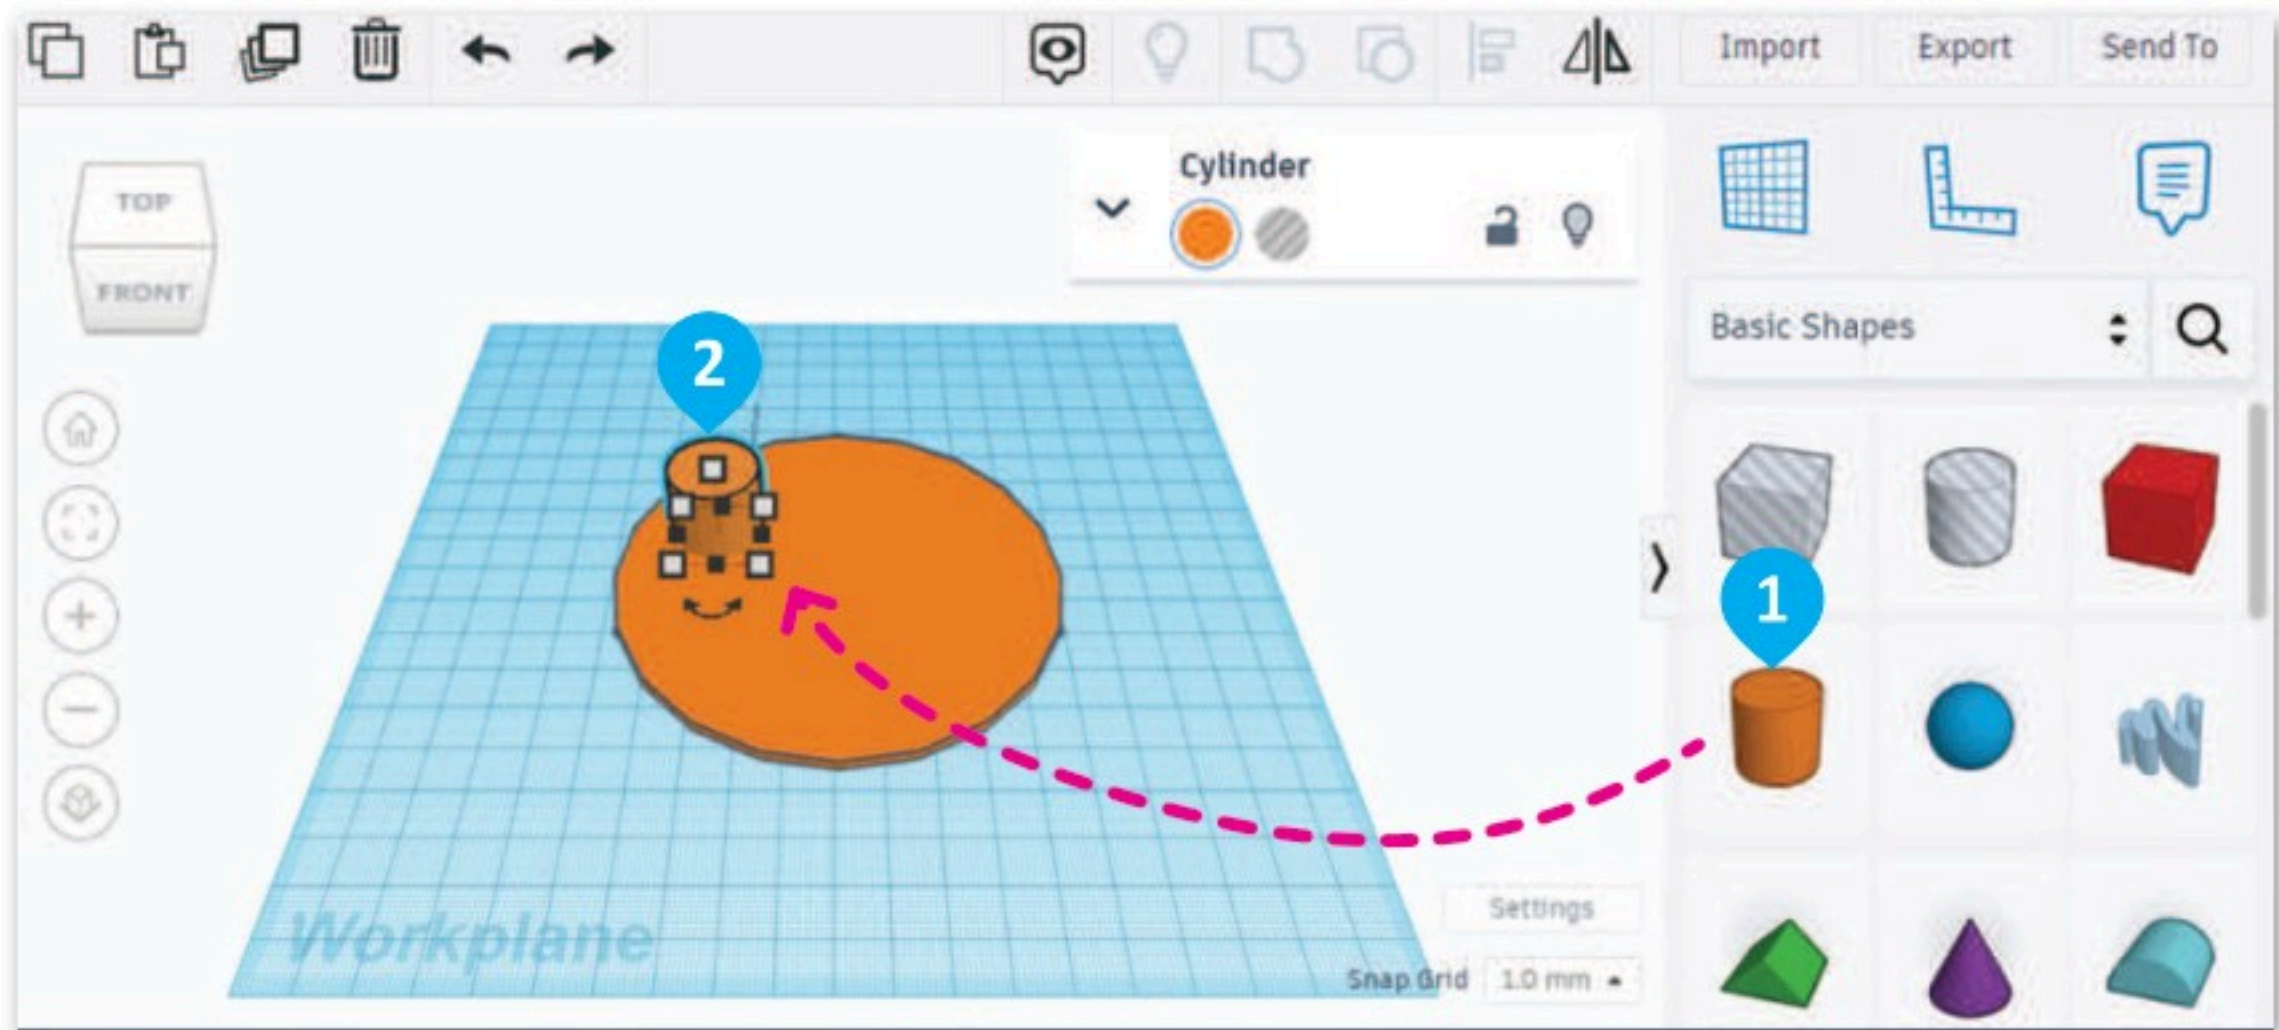 Import
Export
Send To
TOP
FRONT
Cylinder
Basic Shapes
2
1
Workplane
Settings
Snap Grid
1.0 mm